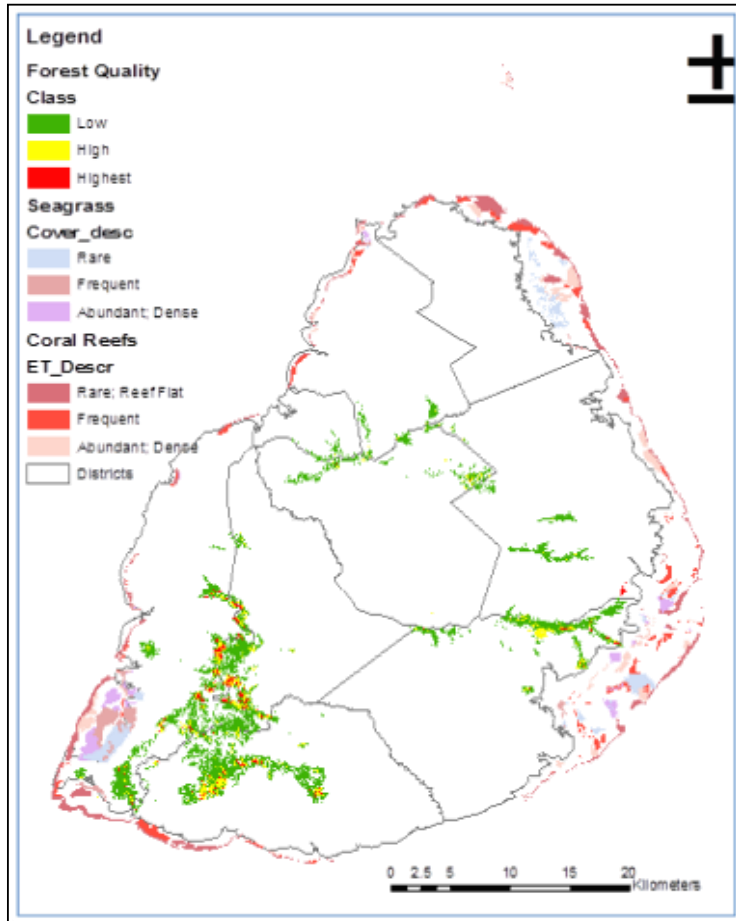 Legend
Forest Quality
Class
Low
High
Highest
Seagrass
Cover_desc
Rare
Frequent
Abundant; Dense
Coral Reefs
ET_Descr
Rare; Reef Flat
Frequent
Abundant; Dense
Districts
0 2.5 5 10 15 20
Kilometers